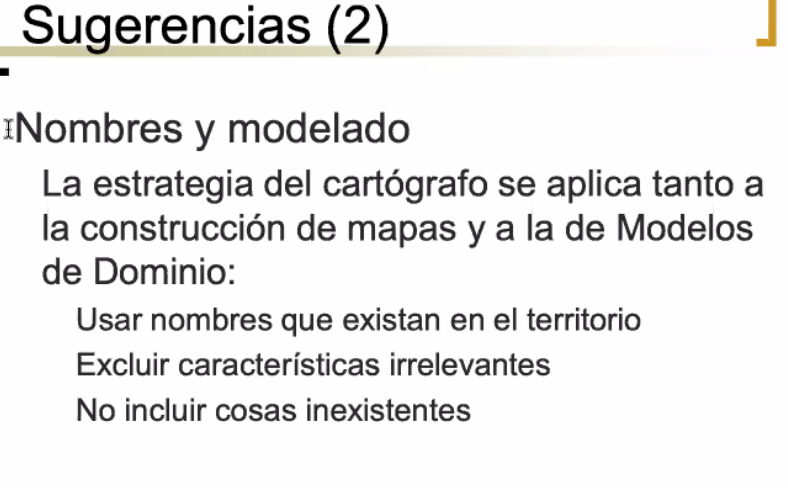 Sugerencias (2)
Nombres y modelado
La estrategia del cartógrafo se aplica tanto a
la construcción de mapas y a la de Modelos
de Dominio:
Usar nombres que existan en el territorio
Excluir características irrelevantes
No incluir cosas inexistentes